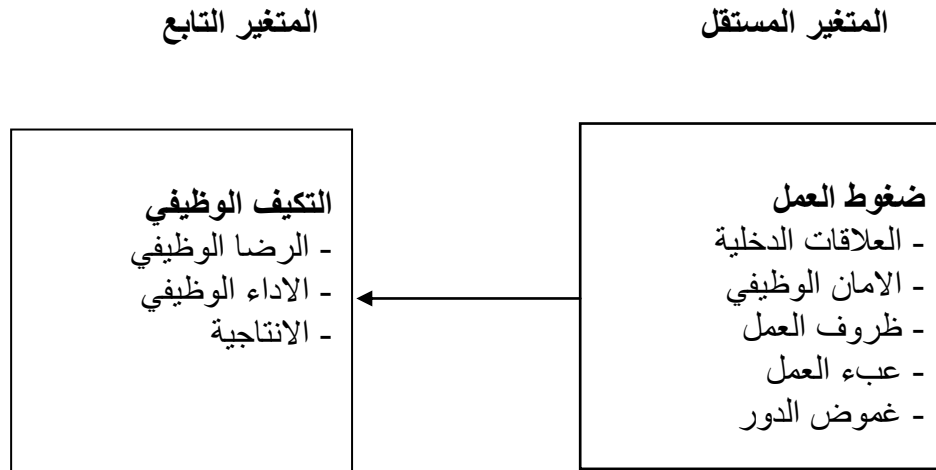 المتغير المستقل
المتغير التابع
ضغوط العمل
- العلاقات الدخلية
- الامان الوظيفي
- ظروف العمل
- عبء العمل
- غموض الدور
التكيف الوظيفي
- الرضا الوظيفي
- الاداء الوظيفي
- الانتاجية